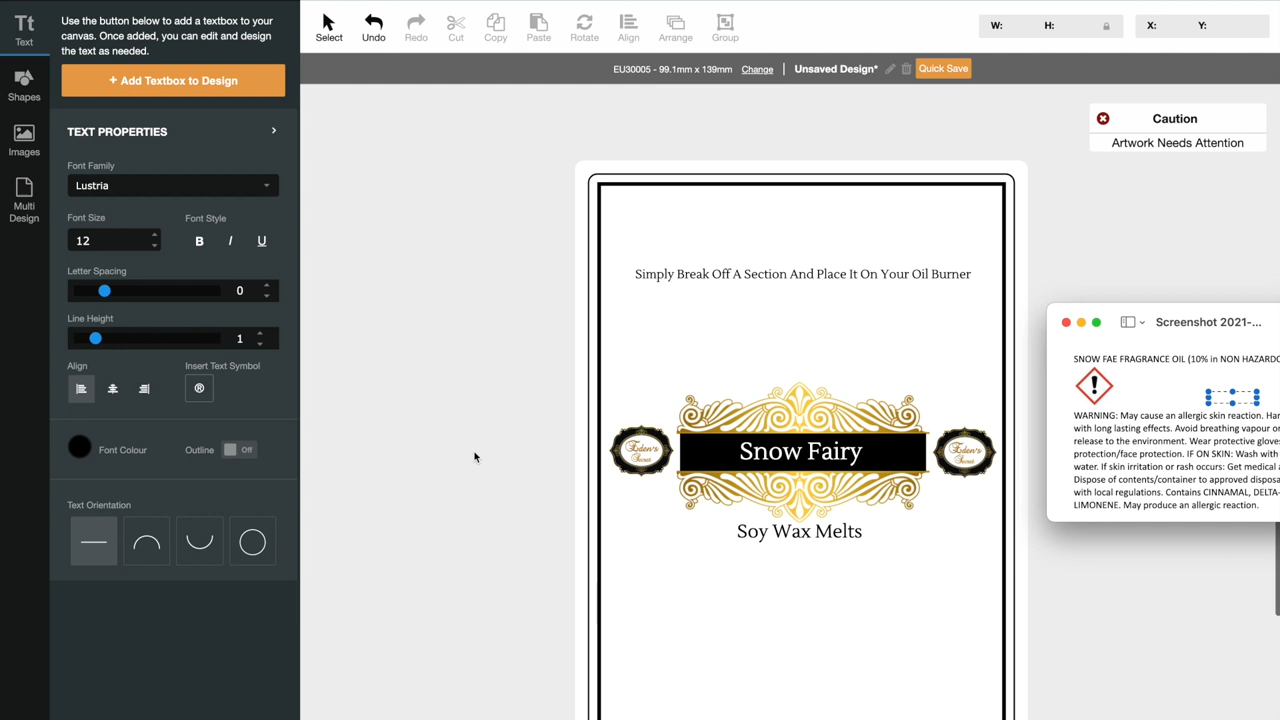 Tt
Text
Shapes
Images
Multi
Design
Use the button below to add a textbox to your
canvas. Once added, you can edit and design
the text as needed.
+ Add Textbox to Design
TEXT PROPERTIES
Font Family
Lustria
Font Size
Font Style
12
B I U
Letter Spacing
0
Line Height
1
Align
Insert Text Symbol
®
Font Colour
Outline
Off
Text Orientation
Select
Undo
Redo
Cut
Copy
Paste
Rotate
Align
Arrange
Group
W: H:
X: Y:
EU30005 - 99.1mm x 139mm Change | Unsaved Design*
Quick Save
Caution
Artwork Needs Attention
Simply Break Off A Section And Place It On Your Oil Burner
Eden's
Secret
Snow Fairy
Eden's
Secret
Soy Wax Melts
Screenshot 2021-...
SNOW FAE FRAGRANCE OIL (10% in NON HAZARDO
WARNING: May cause an allergic skin reaction. Har
with long lasting effects. Avoid breathing vapour or
release to the environment. Wear protective glove
protection/face protection. IF ON SKIN: Wash with
water. If skin irritation or rash occurs: Get medical a
Dispose of contents/container to approved disposa
with local regulations. Contains CINNAMAL, DELTA-
LIMONENE. May produce an allergic reaction.